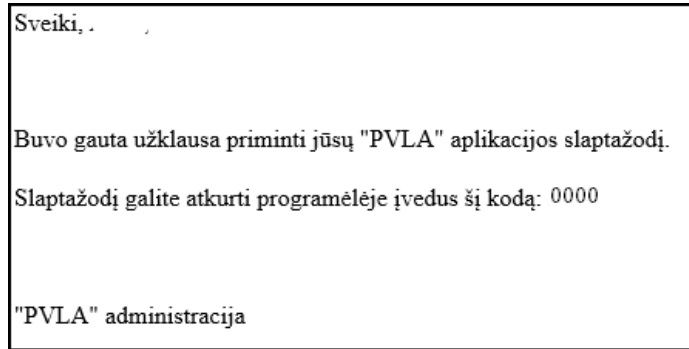 Sveiki,
Buvo gauta užklausa priminti jūsų "PVLA" aplikacijos slaptažodį.
Slaptažodį galite atkurti programėlėje įvedus šį kodą: 0000
"PVLA" administracija